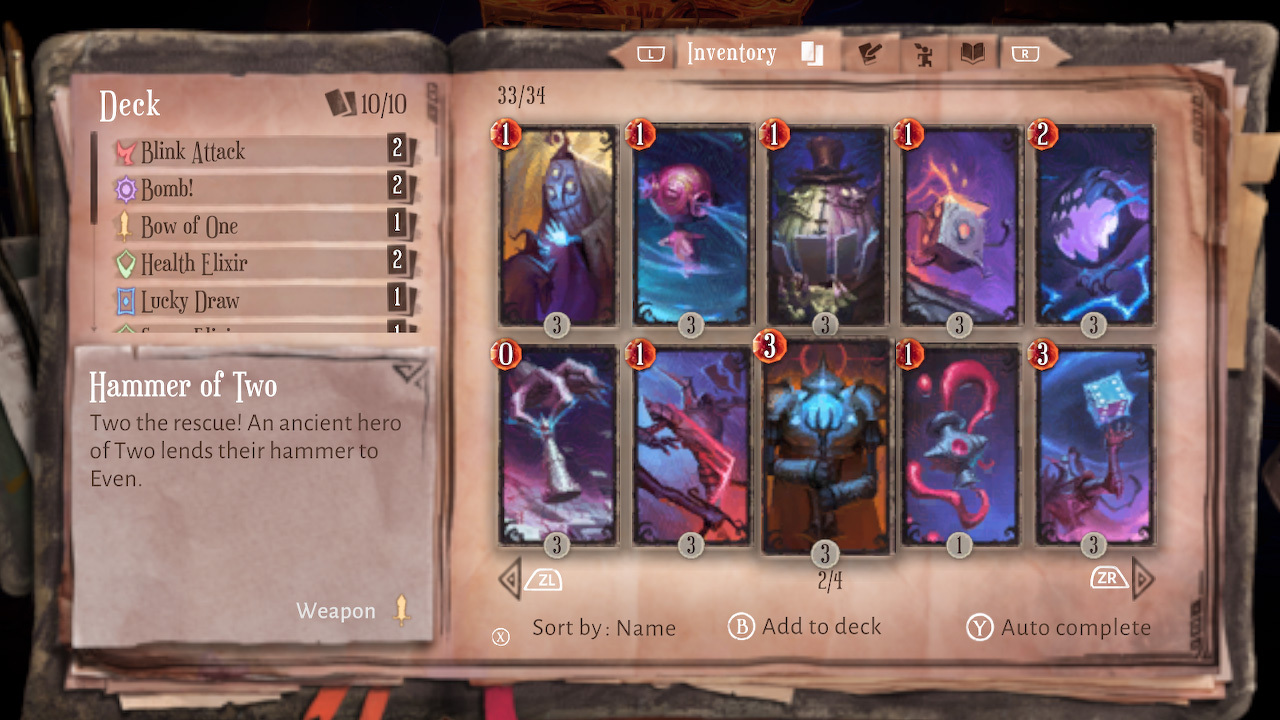 L Inventory R
Deck 10/10
33/34
Blink Attack 2
Bomb! 2
Bow of One 1
Health Elixir 2
Lucky Draw 1
1
Hammer of Two
Two the rescue! An ancient hero
of Two lends their hammer to
Even.
Weapon
1 1 1 1 2
3 3 3 3 3
0 1 3 1 3
3 3 3 1 3
ZL 2/4 ZR
X Sort by: Name B Add to deck Y Auto complete